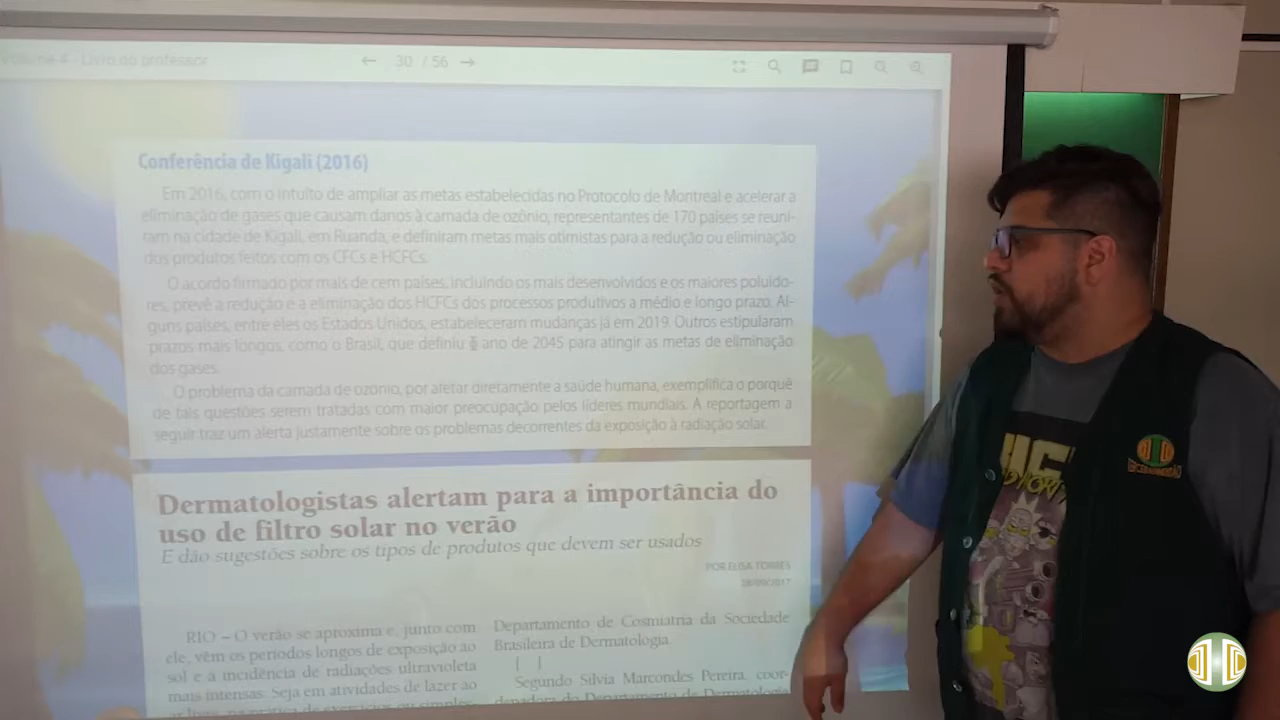 Volume 4 - Livro do professor
30 / 56
Conferência de Kigali (2016)
Em 2016, com o intuito de ampliar as metas estabelecidas no Protocolo de Montreal e acelerar a
eliminação de gases que causam danos à camada de ozônio, representantes de 170 países se reuni-
ram na cidade de Kigali, em Ruanda, e definiram metas mais otimistas para a redução ou eliminação
dos produtos feitos com os CFCs e HCFCs.
O acordo firmado por mais de cem países, incluindo os mais desenvolvidos e os maiores poluido-
res, prevê a redução e a eliminação dos HCFCs dos processos produtivos a médio e longo prazo. Al-
guns países, entre eles os Estados Unidos, estabeleceram mudanças já em 2019. Outros estipularam
prazos mais longos, como o Brasil, que definiu o ano de 2045 para atingir as metas de eliminação
dos gases.
O problema da camada de ozônio, por afetar diretamente a saúde humana, exemplifica o porquê
de tais questões serem tratadas com maior preocupação pelos líderes mundiais. A reportagem a
seguir traz um alerta justamente sobre os problemas decorrentes da exposição à radiação solar.
Dermatologistas alertam para a importância do
uso de filtro solar no verão
E dão sugestões sobre os tipos de produtos que devem ser usados
POR ELISA TORRES
RIO – O verão se aproxima e, junto com
ele, vêm os períodos longos de exposição ao
sol e à incidência de radiações ultravioleta
mais intensas. Seja em atividades de lazer ao
Departamento de Cosmiatria da Sociedade
Brasileira de Dermatologia.
[ ]
Segundo Silvia Marcondes Pereira, coor-
denadora do Departamento de Dermatologia